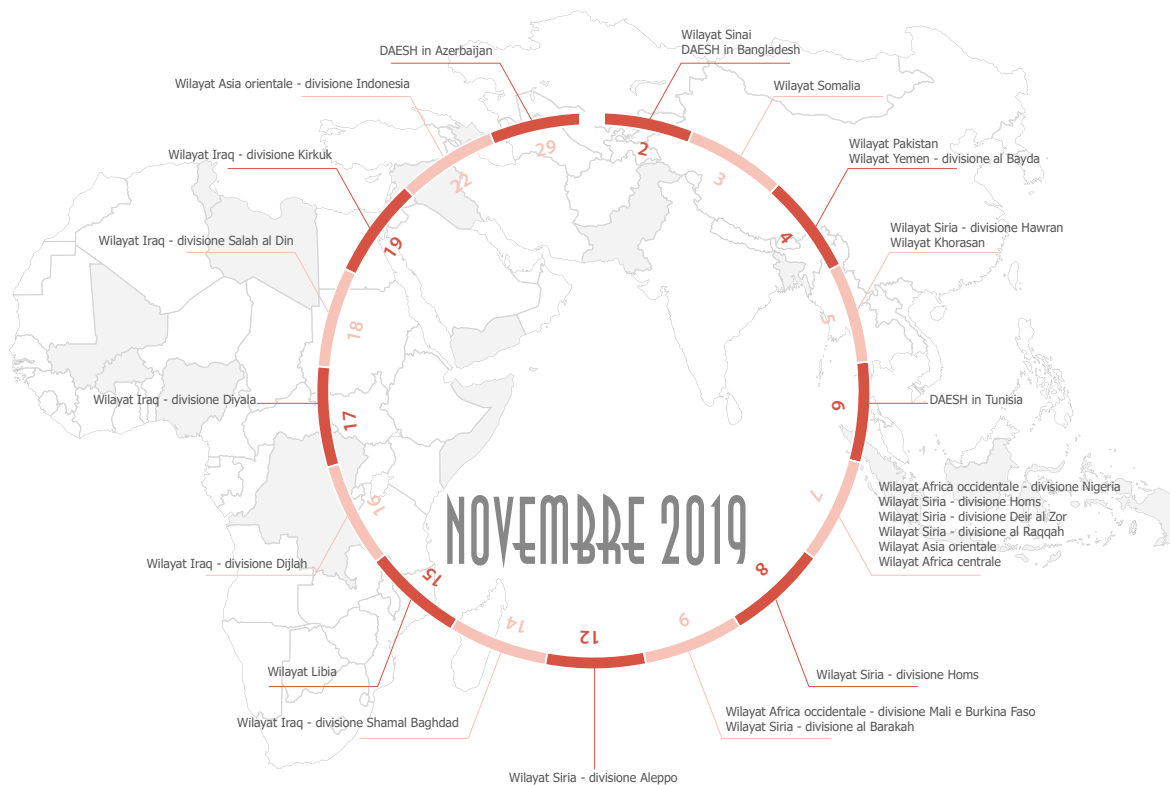 Wilayat Sinai
DAESH in Bangladesh
2
Wilayat Somalia
3
Wilayat Pakistan
Wilayat Yemen - divisione al Bayda
4
Wilayat Siria - divisione Hawran
Wilayat Khorasan
5
DAESH in Tunisia
6
Wilayat Africa occidentale - divisione Nigeria
Wilayat Siria - divisione Homs
Wilayat Siria - divisione Deir al Zor
Wilayat Siria - divisione al Raqqah
Wilayat Asia orientale
Wilayat Africa centrale
7
Wilayat Siria - divisione Homs
8
Wilayat Africa occidentale - divisione Mali e Burkina Faso
Wilayat Siria - divisione al Barakah
9
Wilayat Siria - divisione Aleppo
12
Wilayat Iraq - divisione Shamal Baghdad
14
Wilayat Libia
15
Wilayat Iraq - divisione Dijlah
16
Wilayat Iraq - divisione Diyala
17
Wilayat Iraq - divisione Salah al Din
18
Wilayat Iraq - divisione Kirkuk
19
Wilayat Asia orientale - divisione Indonesia
22
DAESH in Azerbaijan
29
NOVEMBRE 2019